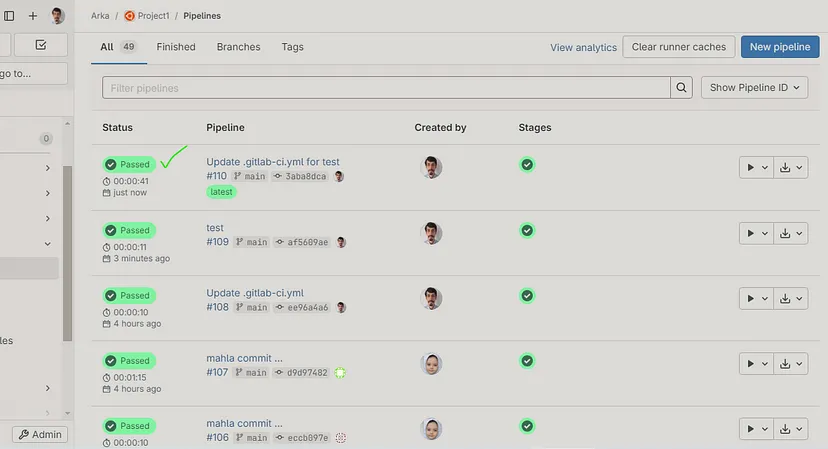 Arka / Project1 / Pipelines
All 49 Finished Branches Tags
View analytics Clear runner caches New pipeline
go to...
Filter pipelines
Show Pipeline ID
0
Status Pipeline Created by Stages
Passed
00:00:41
just now
Update .gitlab-ci.yml for test
#110 main 3aba8dca
latest
Passed
00:00:11
3 minutes ago
test
#109 main af5609ae
Passed
00:00:10
4 hours ago
Update .gitlab-ci.yml
#108 main ee96a4a6
les
Passed
00:01:15
4 hours ago
mahla commit ...
#107 main d9d97482
Passed
00:00:10
mahla commit ...
#106 main eccb097e
Admin